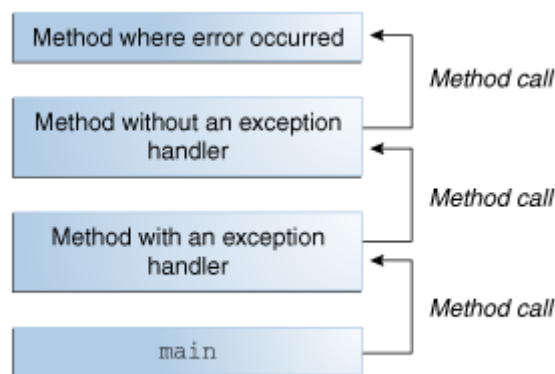 Method where error occurred
Method call
Method without an exception
handler
Method call
Method with an exception
handler
Method call
main